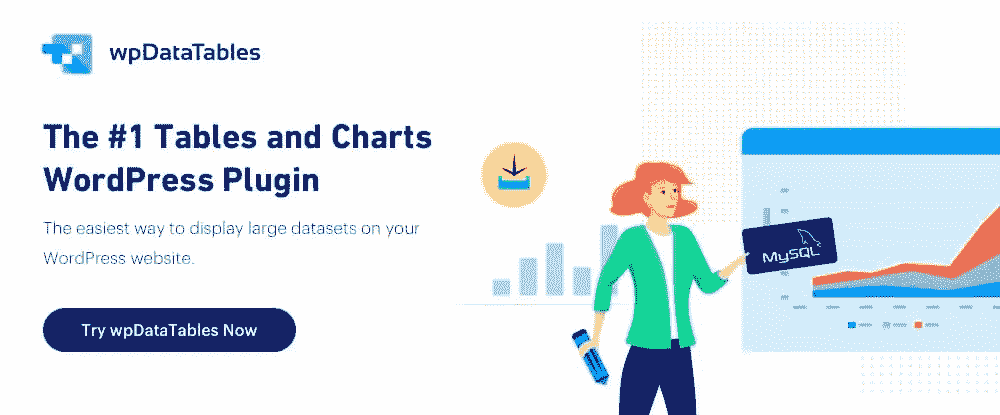 wpDataTables
The #1 Tables and Charts
WordPress Plugin
The easiest way to display large datasets on your
WordPress website.
Try wpDataTables Now
MySQL